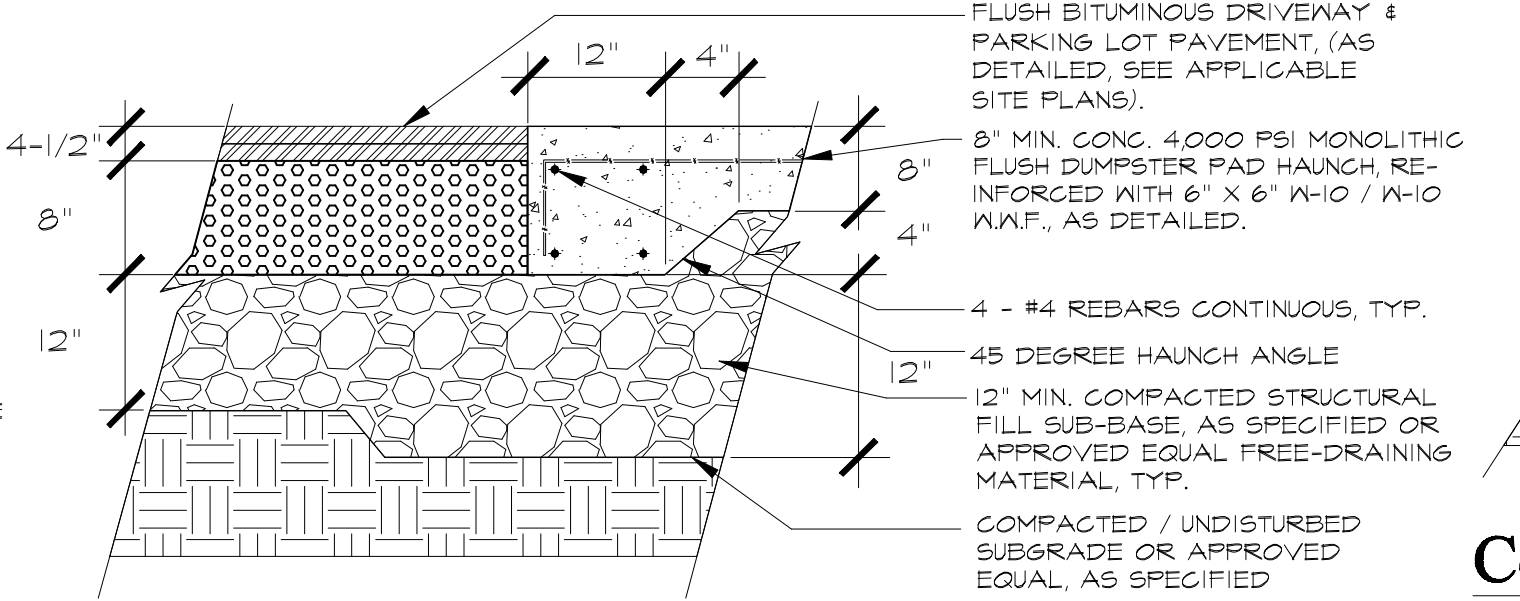 FLUSH BITUMINOUS DRIVEWAY &
PARKING LOT PAVEMENT, (AS
DETAILED, SEE APPLICABLE
SITE PLANS).
12"
4"
4-1/2"
8" MIN. CONC. 4,000 PSI MONOLITHIC
FLUSH DUMPSTER PAD HAUNCH, RE-
INFORCED WITH 6" X 6" W-10 / W-10
W.W.F., AS DETAILED.
8"
8"
4"
4 - #4 REBARS CONTINUOUS, TYP.
12"
45 DEGREE HAUNCH ANGLE
12"
12" MIN. COMPACTED STRUCTURAL
FILL SUB-BASE, AS SPECIFIED OR
APPROVED EQUAL FREE-DRAINING
MATERIAL, TYP.
COMPACTED / UNDISTURBED
SUBGRADE OR APPROVED
EQUAL, AS SPECIFIED